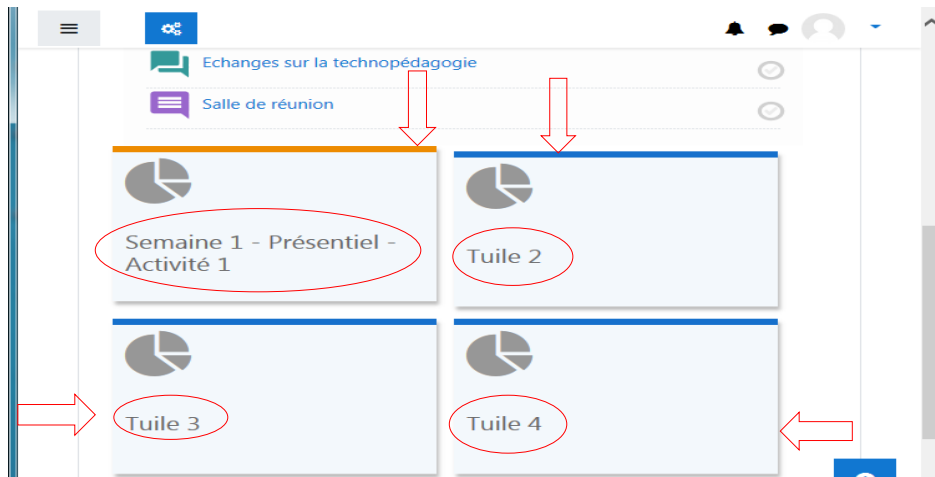 Echanges sur la technopédagogie
Salle de réunion
Semaine 1 - Présentiel -
Activité 1
Tuile 2
Tuile 3
Tuile 4